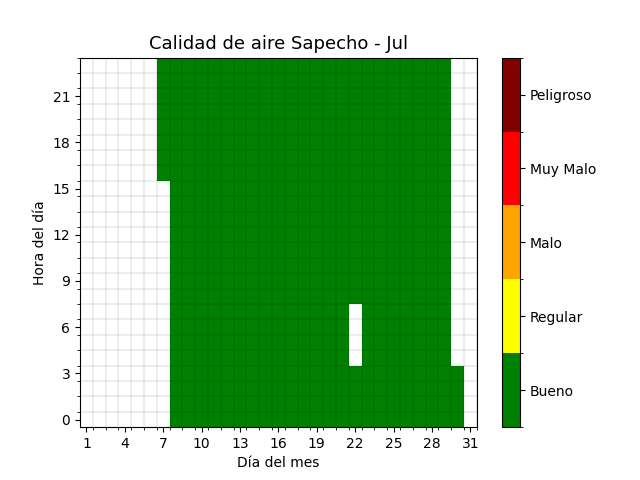 Calidad de aire Sapecho - Jul
Hora del día
21
18
15
12
9
6
3
0
1 4 7 10 13 16 19 22 25 28 31
Día del mes
Peligroso
Muy Malo
Malo
Regular
Bueno